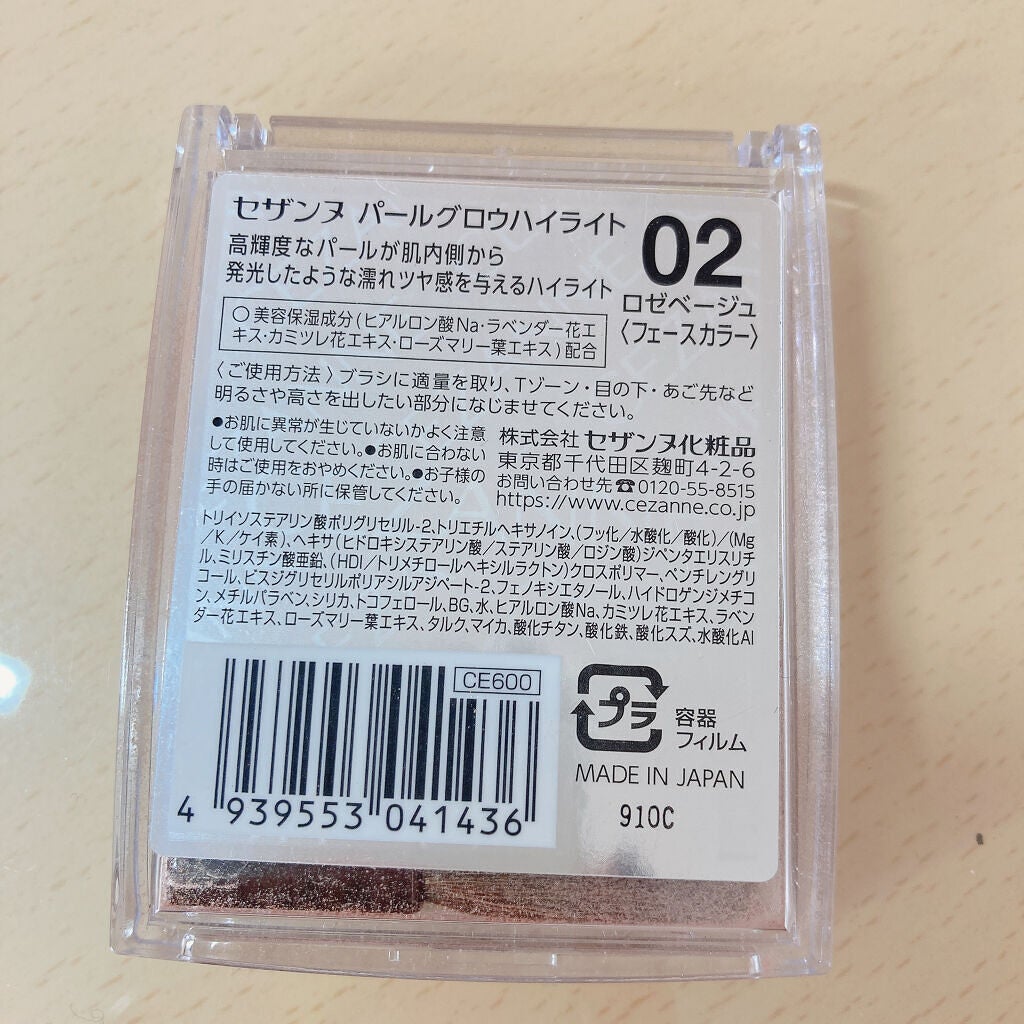 セザンヌ パールグロウハイライト
02
ロゼベージュ
〈フェースカラー〉
高輝度なパールが肌内側から
発光したような濡れツヤ感を与えるハイライト
○美容保湿成分(ヒアルロン酸Na・ラベンダー花エ
キス・カミツレ花エキス・ローズマリー葉エキス)配合
〈ご使用方法〉ブラシに適量を取り、Tゾーン・目の下・あご先など
明るさや高さを出したい部分になじませてください。
●お肌に異常が生じていないかよく注意
して使用してください。●お肌に合わない
時はご使用をおやめください。●お子様の
手の届かない所に保管してください。
株式会社 セザンヌ化粧品
東京都千代田区麹町4-2-6
お問い合わせ先☎0120-55-8515
https://www.cezanne.co.jp
トリイソステアリン酸ポリグリセリル-2、トリエチルヘキサノイン、(フッ化/水酸化/酸化)/(Mg
/K/ケイ素)、ヘキサ(ヒドロキシステアリン酸/ステアリン酸/ロジン酸)ジペンタエリスリチ
ル、ミリスチン酸亜鉛、(HDI/トリメチロールヘキシルラクトン)クロスポリマー、ペンチレングリ
コール、ビスジグリセリルポリアシルアジペート-2、フェノキシエタノール、ハイドロゲンジメチコ
ン、メチルパラベン、シリカ、トコフェロール、BG、水、ヒアルロン酸Na、カミツレ花エキス、ラベン
ダー花エキス、ローズマリー葉エキス、タルク、マイカ、酸化チタン、酸化鉄、酸化スズ、水酸化Al
CE600
4 939553 041436
プラ
容器
フィルム
MADE IN JAPAN
910C